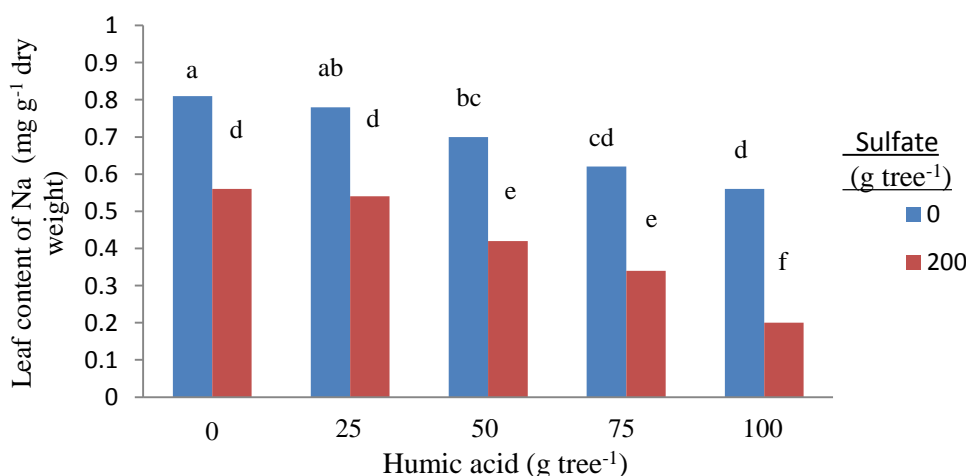 Leaf content of Na (mg g⁻¹ dry
weight)
1
0.9
0.8
0.7
0.6
0.5
0.4
0.3
0.2
0.1
0
a
d
ab
d
bc
e
cd
e
d
f
0
25
50
75
100
Humic acid (g tree⁻¹)
Sulfate
(g tree⁻¹)
0
200